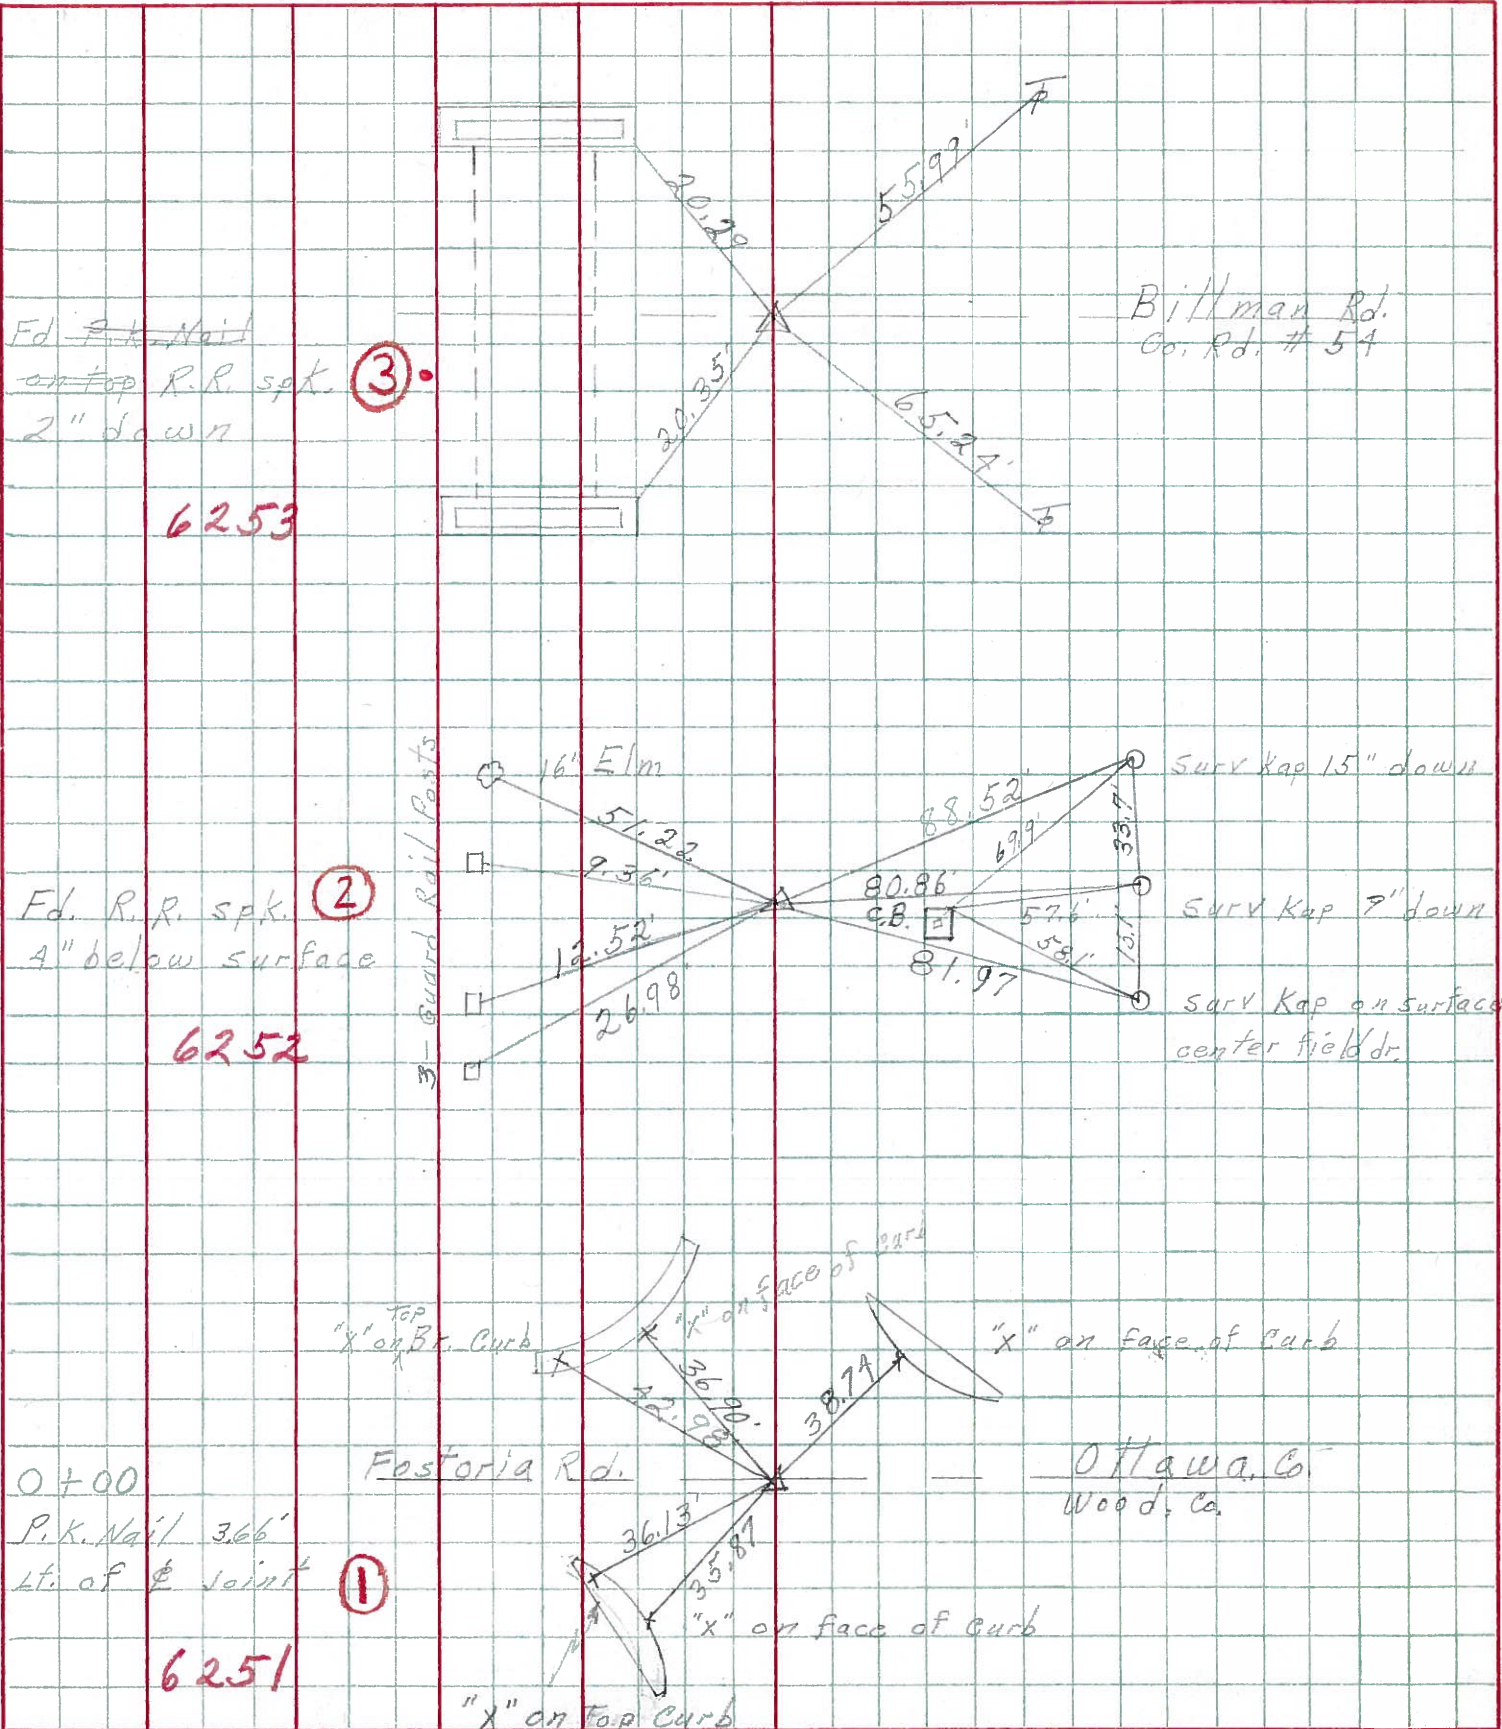 20.29
55.99'
Billman Rd.
Co. Rd. # 54
Fd P.K. Nail
on top R.R. spk.
2" down
3
20.35'
65.24'
6253
3- Guard Rail Posts
16" Elm
51.22
9.36'
12.52'
26.98'
88.52'
69.9'
33.7'
80.86'
C.B.
57.6'
58.1'
15.1'
81.97
Surv Kap 15" down
Surv Kap 9" down
Surv Kap on surface
center field dr.
Fd. R.R. spk.
4" below surface
2
6252
Top
"X" on Br. Curb
^
"X" on face of curb
"X" on face of Curb
36.90
42.98
38.74
Fostoria Rd.
Ottawa Co.
Wood. Co.
0+00
P.K. Nail 3.66'
Lt. of ℄ Joint
1
36.13'
35.87
"X" on face of Curb
6251
"X" on Top Curb